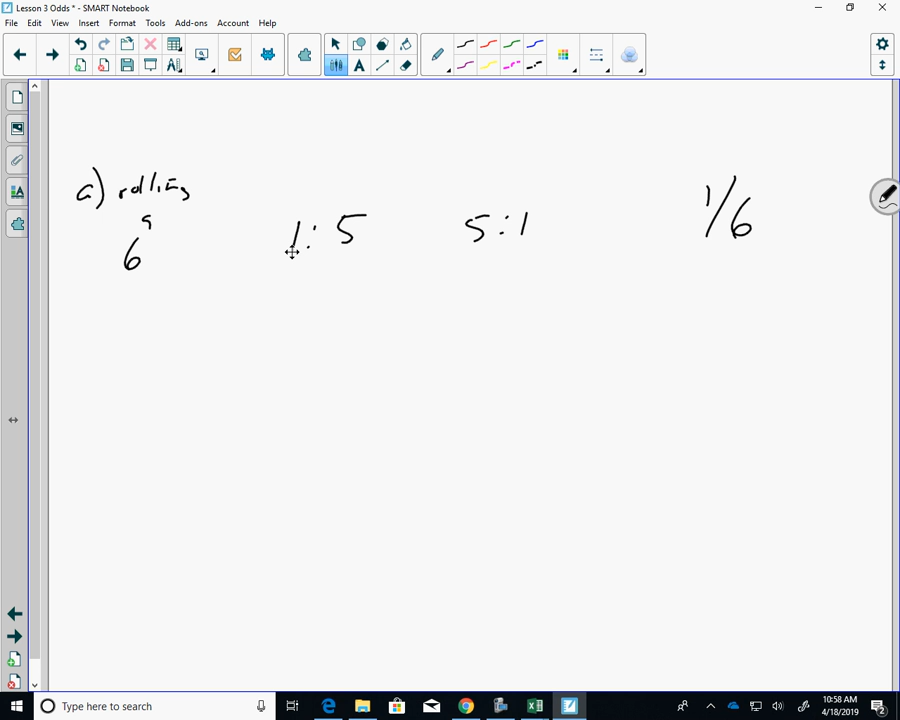 Lesson 3 Odds * - SMART Notebook
File Edit View Insert Format Tools Add-ons Account Help
a) rolling
a
6
1 : 5
5 : 1
1/6
Type here to search
10:58 AM
4/18/2019
2